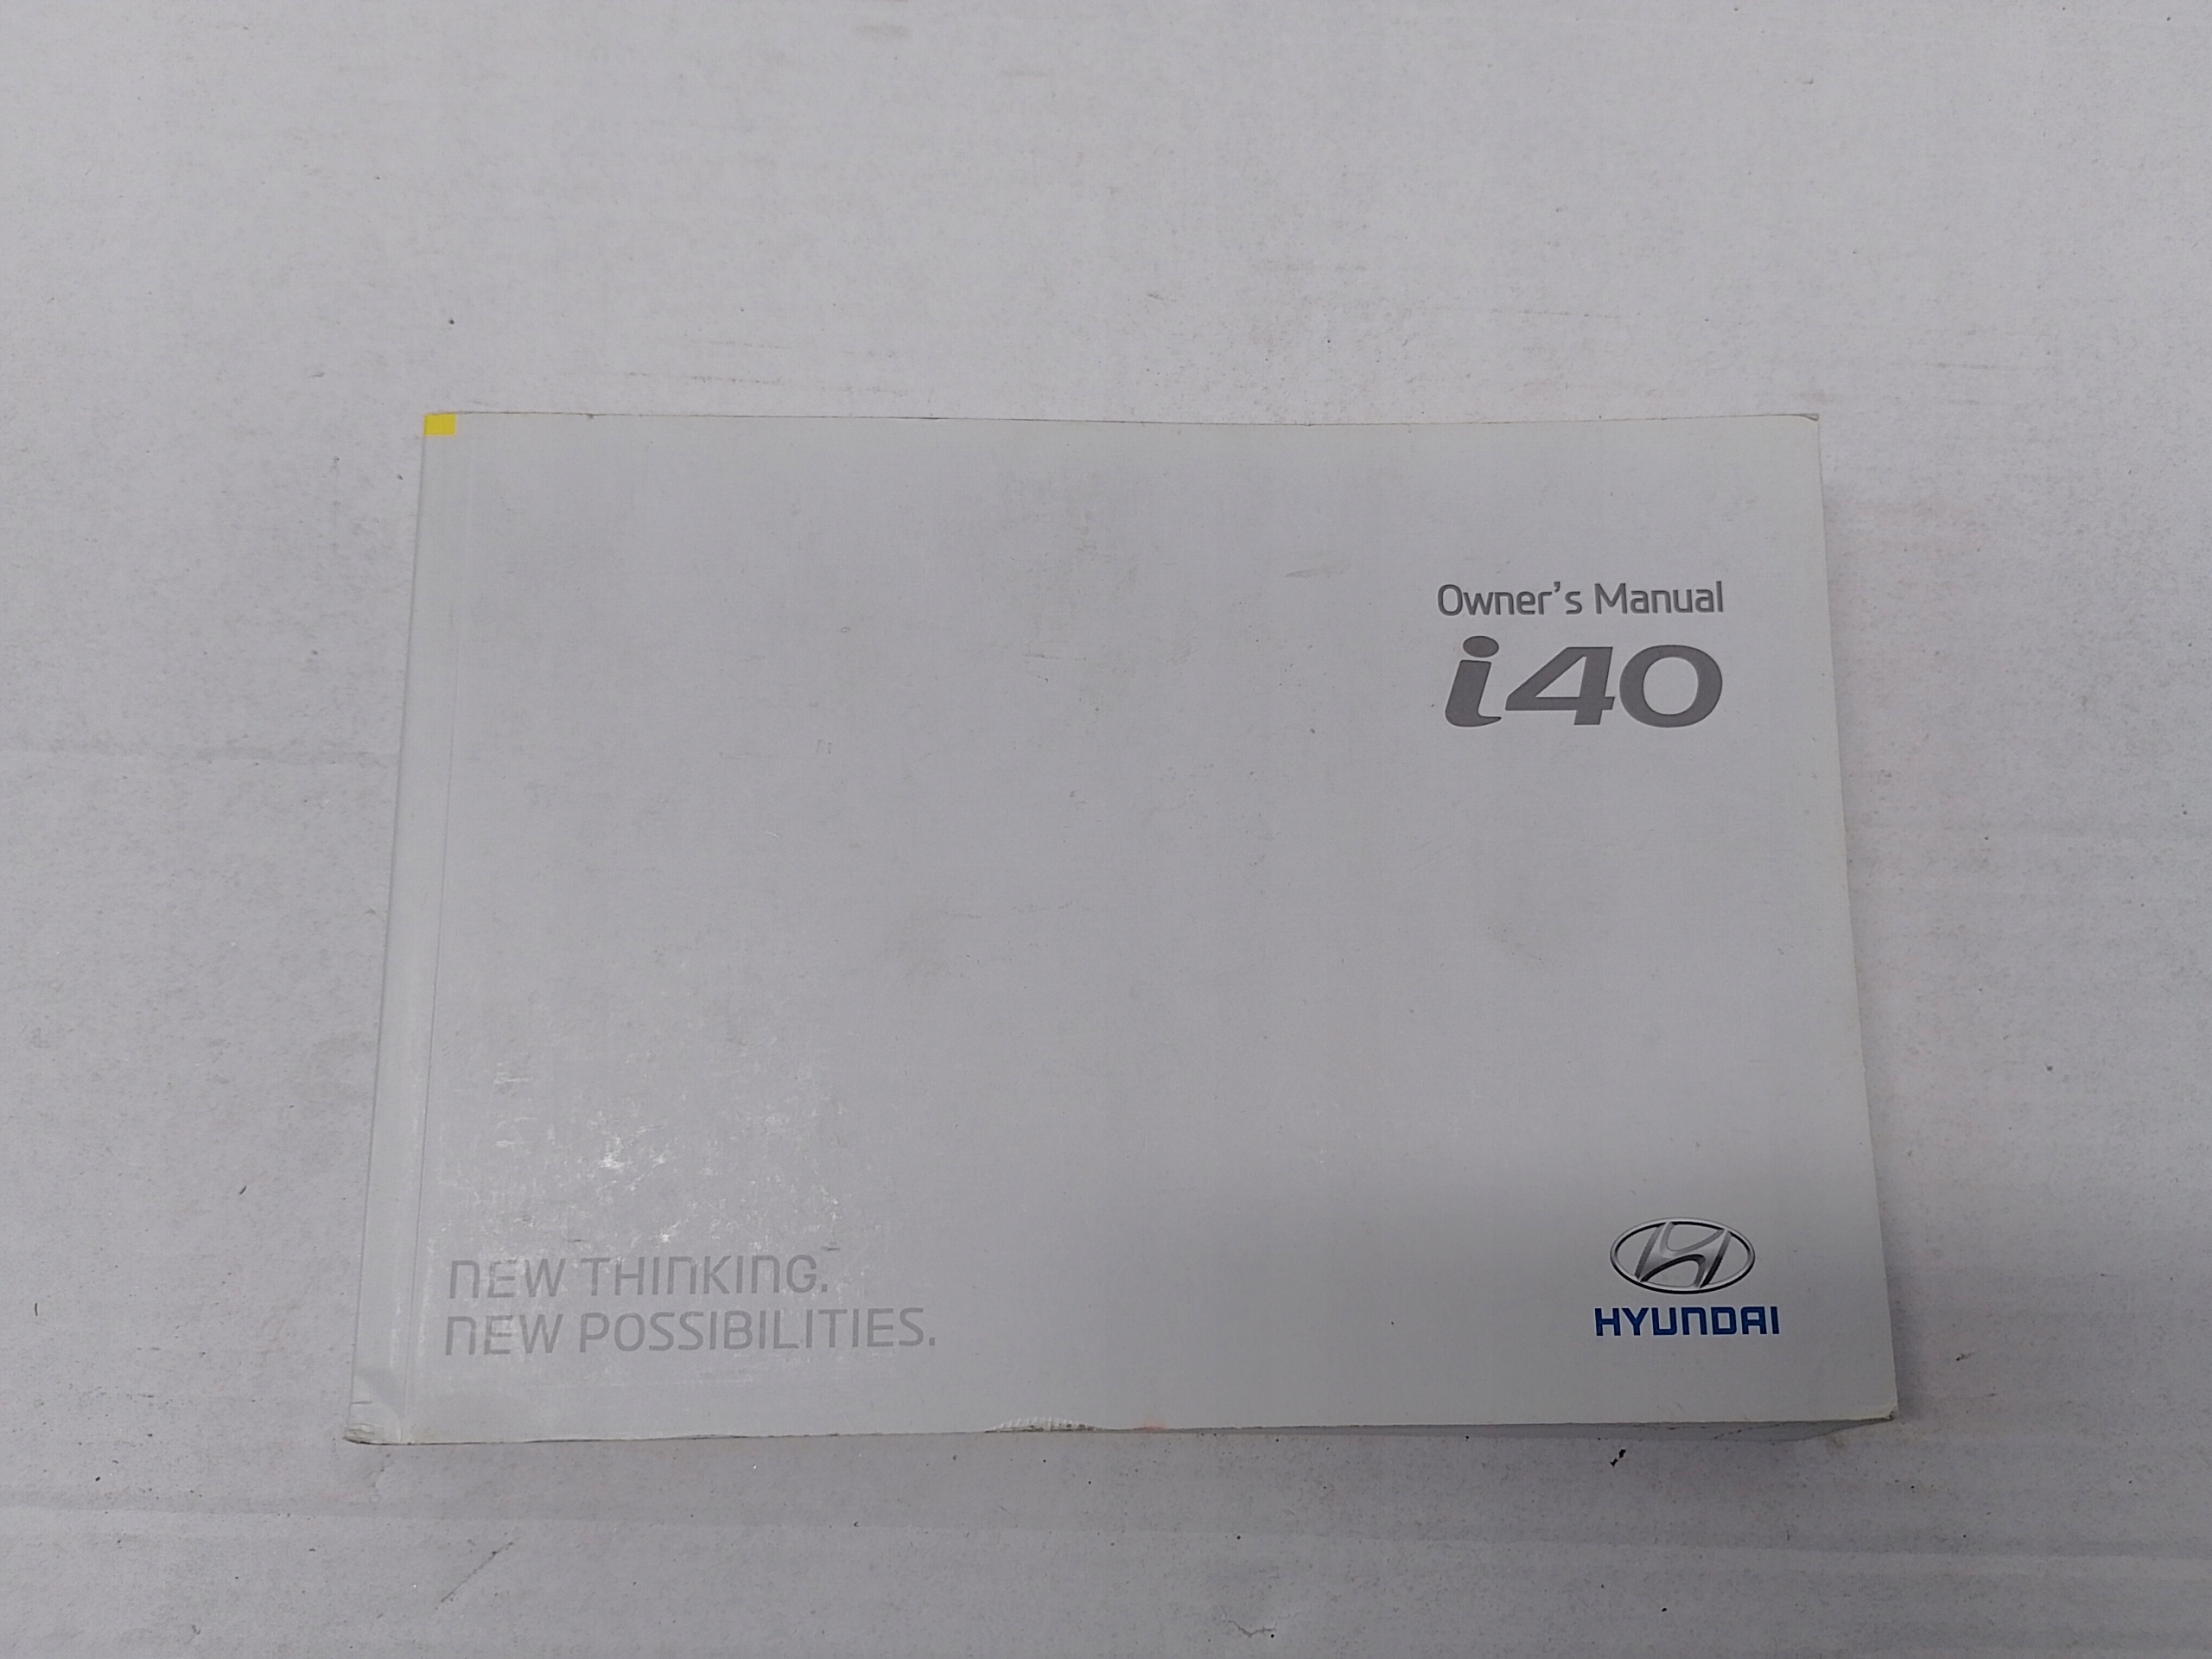 Owner's Manual
i40
NEW THINKING.
NEW POSSIBILITIES.
HYUNDAI